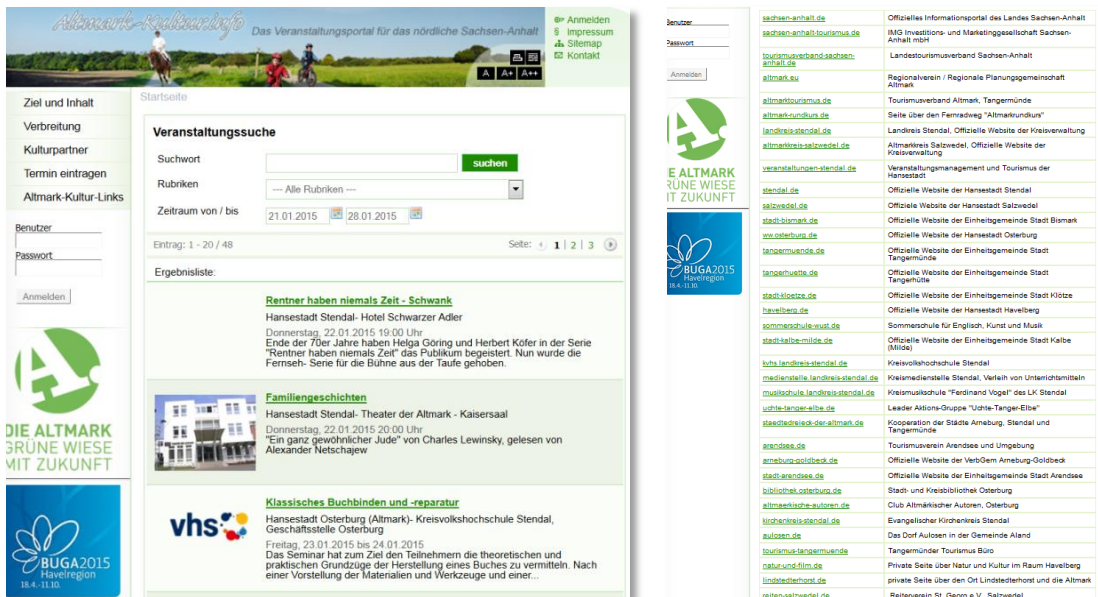 Altmark-Kultur.info
Das Veranstaltungsportal für das nördliche Sachsen-Anhalt
Anmelden
§ Impressum
Sitemap
Kontakt
A A+ A++
Ziel und Inhalt
Verbreitung
Kulturpartner
Termin eintragen
Altmark-Kultur-Links
Benutzer
Passwort
Anmelden
DIE ALTMARK
GRÜNE WIESE
MIT ZUKUNFT
BUGA2015
Havelregion
18.4.-11.10.
Startseite
Veranstaltungssuche
Suchwort
suchen
Rubriken
--- Alle Rubriken ---
Zeitraum von / bis
21.01.2015 28.01.2015
Eintrag: 1 - 20 / 48
Seite: 1 | 2 | 3
Ergebnisliste:
Rentner haben niemals Zeit - Schwank
Hansestadt Stendal- Hotel Schwarzer Adler
Donnerstag, 22.01.2015 19:00 Uhr
Ende der 70er Jahre haben Helga Göring und Herbert Köfer in der Serie
"Rentner haben niemals Zeit" das Publikum begeistert. Nun wurde die
Fernseh- Serie für die Bühne aus der Taufe gehoben.
Familiengeschichten
Hansestadt Stendal- Theater der Altmark - Kaisersaal
Donnerstag, 22.01.2015 20:00 Uhr
"Ein ganz gewöhnlicher Jude" von Charles Lewinsky, gelesen von
Alexander Netschajew
Klassisches Buchbinden und -reparatur
vhs
Hansestadt Osterburg (Altmark)- Kreisvolkshochschule Stendal,
Geschäftsstelle Osterburg
Freitag, 23.01.2015 bis 24.01.2015
Das Seminar hat zum Ziel den Teilnehmern die theoretischen und
praktischen Grundzüge der Herstellung eines Buches zu vermitteln. Nach
einer Vorstellung der Materialien und Werkzeuge und einer...
Benutzer
Passwort
Anmelden
E ALTMARK
RÜNE WIESE
IT ZUKUNFT
BUGA2015
Havelregion
18.4.-11.10.
sachsen-anhalt.de Offizielles Informationsportal des Landes Sachsen-Anhalt
sachsen-anhalt-tourismus.de IMG Investitions- und Marketinggesellschaft Sachsen-
Anhalt mbH
tourismusverband-sachsen- Landestourismusverband Sachsen-Anhalt
anhalt.de
altmark.eu Regionalverein / Regionale Planungsgemeinschaft
Altmark
altmarktourismus.de Tourismusverband Altmark, Tangermünde
altmark-rundkurs.de Seite über den Fernradweg "Altmarkrundkurs"
landkreis-stendal.de Landkreis Stendal, Offizielle Website der Kreisverwaltung
altmarkkreis-salzwedel.de Altmarkkreis Salzwedel, Offizielle Website der
Kreisverwaltung
veranstaltungen-stendal.de Veranstaltungsmanagement und Tourismus der
Hansestadt
stendal.de Offizielle Website der Hansestadt Stendal
salzwedel.de Offiziele Website der Hansestadt Salzwedel
stadt-bismark.de Offizielle Website der Einheitsgemeinde Stadt Bismark
ww.osterburg.de Offizielle Website der Hansestadt Osterburg
tangermuende.de Offizielle Website der Einheitsgemeinde Stadt
Tangermünde
tangerhuette.de Offizielle Website der Einheitsgemeinde Stadt
Tangerhütte
stadt-kloetze.de Offizielle Website der Einheitsgemeinde Stadt Klötze
havelberg.de Offizielle Website der Hansestadt Havelberg
sommerschule-wust.de Sommerschule für Englisch, Kunst und Musik
stadt-kalbe-milde.de Offizielle Website der Einheitsgemeinde Stadt Kalbe
(Milde)
kvhs.landkreis-stendal.de Kreisvolkshochschule Stendal
medienstelle.landkreis-stendal.de Kreismedienstelle Stendal, Verleih von Unterrichtsmitteln
musikschule.landkreis-stendal.de Kreismusikschule "Ferdinand Vogel" des LK Stendal
uchte-tanger-elbe.de Leader Aktions-Gruppe "Uchte-Tanger-Elbe"
staedtedreieck-der-altmark.de Kooperation der Städte Arneburg, Stendal und
Tangermünde
arendsee.de Tourismusverein Arendsee und Umgebung
arneburg-goldbeck.de Offizielle Website der VerbGem Arneburg-Goldbeck
stadt-arendsee.de Offizielle Website der Einheitsgemeinde Stadt Arendsee
bibliothek.osterburg.de Stadt- und Kreisbibliothek Osterburg
altmaerkische-autoren.de Club Altmärkischer Autoren, Osterburg
kirchenkreis-stendal.de Evangelischer Kirchenkreis Stendal
aulosen.de Das Dorf Aulosen in der Gemeinde Aland
tourismus-tangermuende Tangermünder Tourismus Büro
natur-und-film.de Private Seite über Natur und Kultur im Raum Havelberg
lindstedterhorst.de private Seite über den Ort Lindstedterhorst und die Altmark
reiten-salzwedel.de Reiterverein St. Georg e.V., Salzwedel